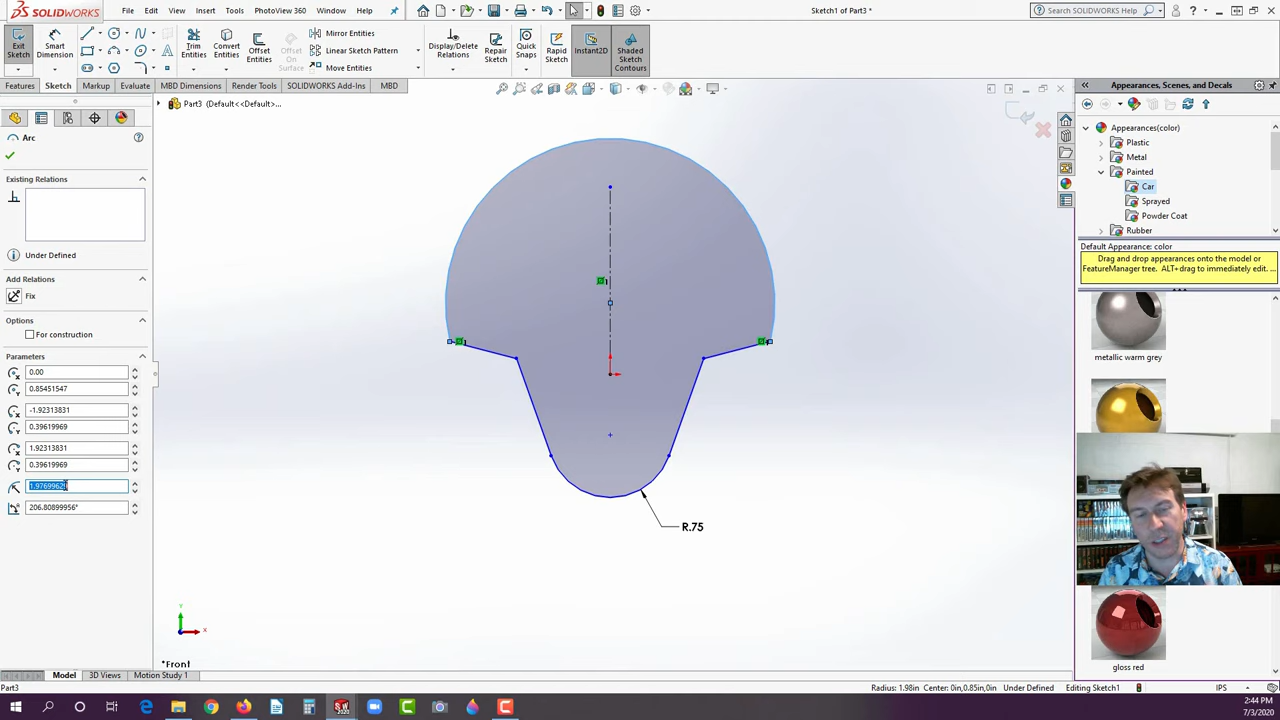 SOLIDWORKS File Edit View Insert Tools PhotoView 360 Window Sketch1 of Part3 * Search SOLIDWORKS Help
Exit Sketch Smart Dimension Trim Entities Convert Entities Offset Entities Offset On Surface Mirror Entities Linear Sketch Pattern Move Entities Display/Delete Relations Repair Sketch Quick Snaps Rapid Sketch Instant2D Shaded Sketch Contours
Features Sketch Markup Evaluate MBD Dimensions Render Tools SOLIDWORKS Add-Ins MBD
Appearances, Scenes, and Decals
Part3 (Default<<Default>...
Arc
Existing Relations
Under Defined
Add Relations
Fix
Options
For construction
Parameters
0.00
0.85451547
-1.92313831
0.39619969
1.92313831
0.39619969
206.80899956°
1
1
R.75
Y
X
*Front
Appearances(color)
Plastic
Metal
Painted
Car
Sprayed
Powder Coat
Rubber
Default Appearance: color
Drag and drop appearances onto the model or
FeatureManager tree. ALT+drag to immediately edit. ...
metallic warm grey
gloss red
Model 3D Views Motion Study 1
Part3 Radius: 1.98in Center: 0in,0.85in,0in Under Defined Editing Sketch1 IPS
2:44 PM
7/3/2020